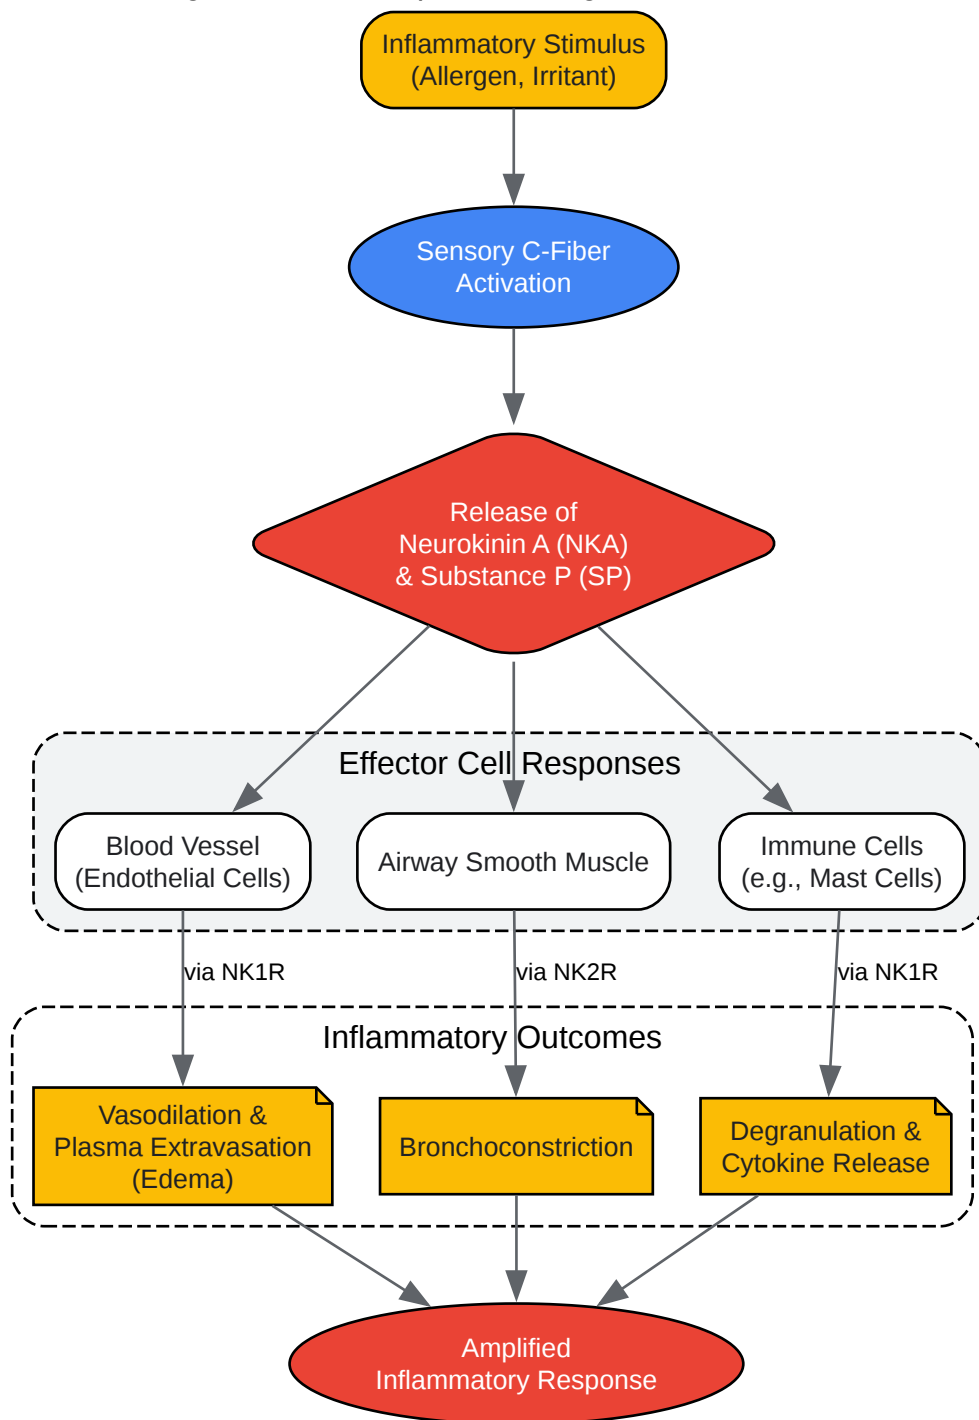 Inflammatory Stimulus
(Allergen, Irritant)
Sensory C-Fiber
Activation
Release of
Neurokinin A (NKA)
& Substance P (SP)
Effector Cell Responses
Blood Vessel
(Endothelial Cells)
Airway Smooth Muscle
Immune Cells
(e.g., Mast Cells)
via NK1R
via NK2R
via NK1R
Inflammatory Outcomes
Vasodilation &
Plasma Extravasation
(Edema)
Bronchoconstriction
Degranulation &
Cytokine Release
Amplified
Inflammatory Response